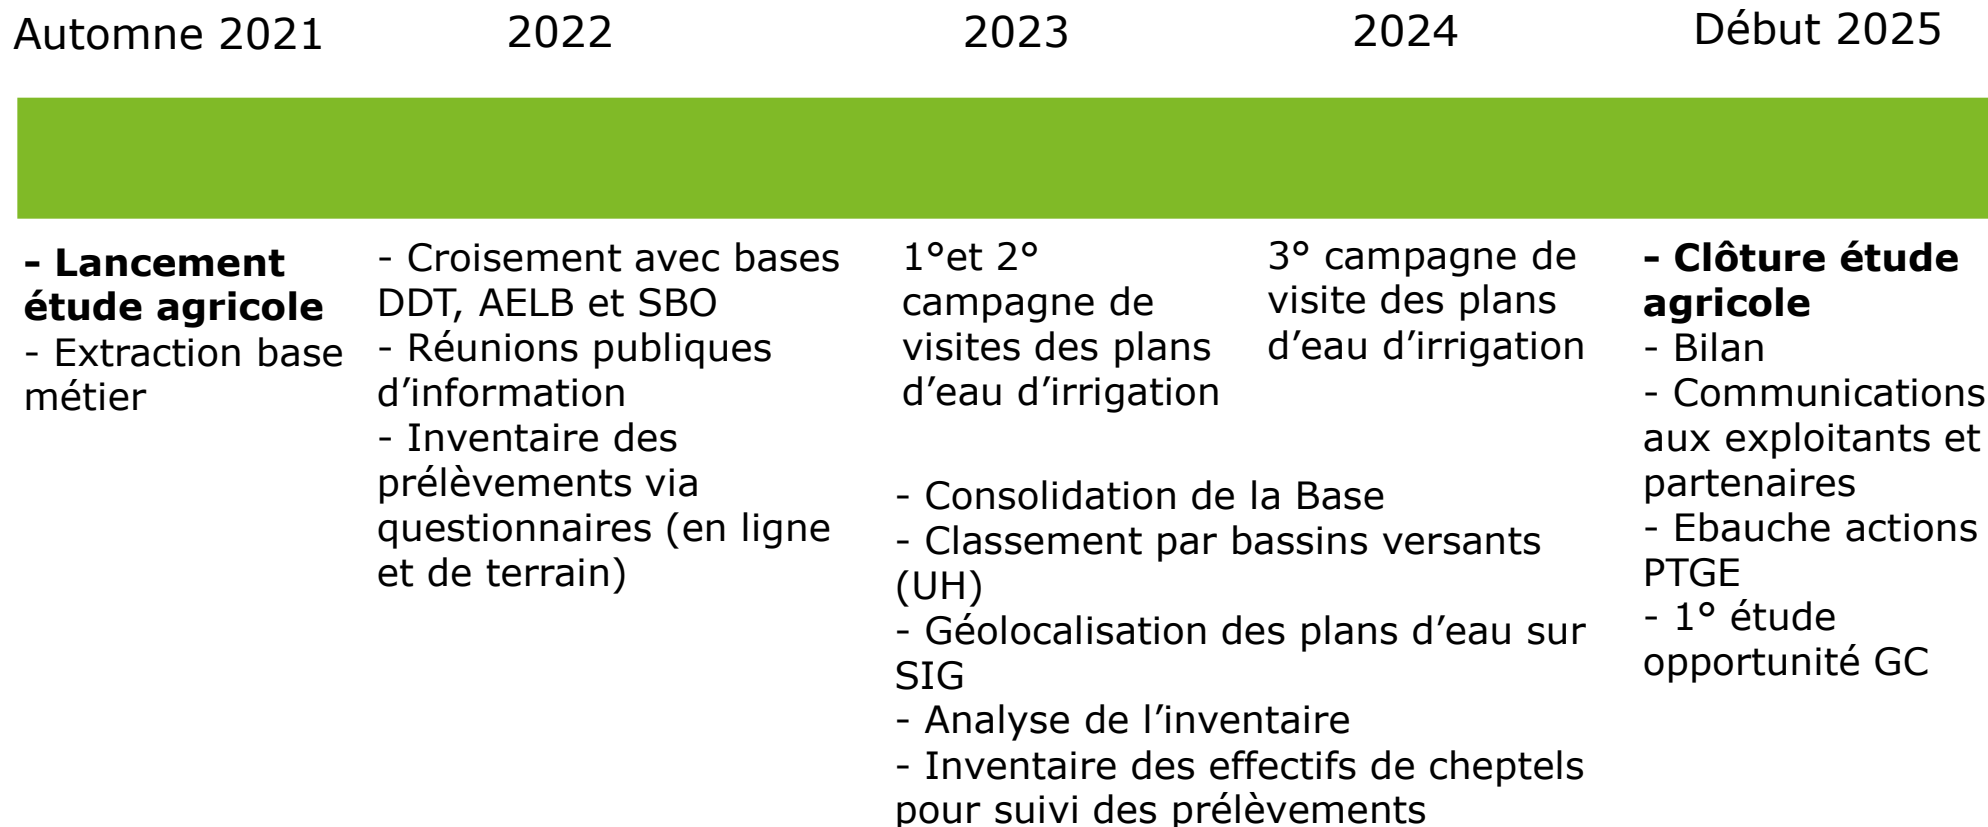 Automne 2021
2022
2023
2024
Début 2025
- Lancement
étude agricole
- Extraction base
métier
- Croisement avec bases
DDT, AELB et SBO
- Réunions publiques
d’information
- Inventaire des
prélèvements via
questionnaires (en ligne
et de terrain)
1°et 2°
campagne de
visites des plans
d’eau d’irrigation
3° campagne de
visite des plans
d’eau d’irrigation
- Consolidation de la Base
- Classement par bassins versants
(UH)
- Géolocalisation des plans d’eau sur
SIG
- Analyse de l’inventaire
- Inventaire des effectifs de cheptels
pour suivi des prélèvements
- Clôture étude
agricole
- Bilan
- Communications
aux exploitants et
partenaires
- Ebauche actions
PTGE
- 1° étude
opportunité GC